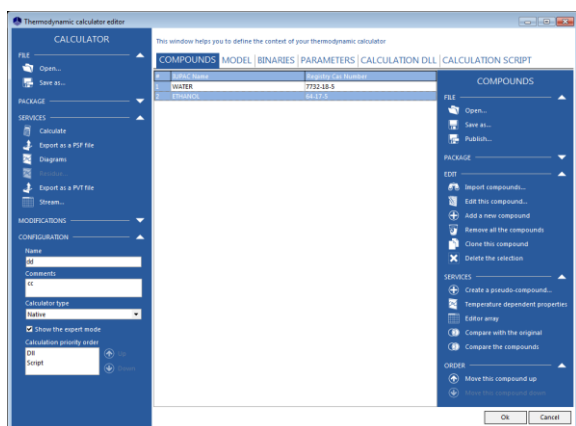 Thermodynamic calculator editor
CALCULATOR
FILE
Open...
Save as...
PACKAGE
SERVICES
Calculate
Export as a PSF file
Diagrams
Export as a PVT file
Stream...
MODIFICATIONS
CONFIGURATION
Name
dd
Comments
cc
Calculator type
Native
Show the expert mode
Calculation priority order
Dll
Script
Up
Down
This window helps you to define the context of your thermodynamic calculator
COMPOUNDS MODEL BINARIES PARAMETERS CALCULATION DLL CALCULATION SCRIPT
# IUPAC Name Registry Cas Number
1 WATER 7732-18-5
2 ETHANOL 64-17-5
COMPOUNDS
FILE
Open...
Save as...
Publish...
PACKAGE
EDIT
Import compounds...
Edit this compound...
Add a new compound
Remove all the compounds
Clone this compound
Delete the selection
SERVICES
Create a pseudo-compound...
Temperature dependent properties
Editor array
Compare with the original
Compare the compounds
ORDER
Move this compound up
Move this compound down
Ok
Cancel